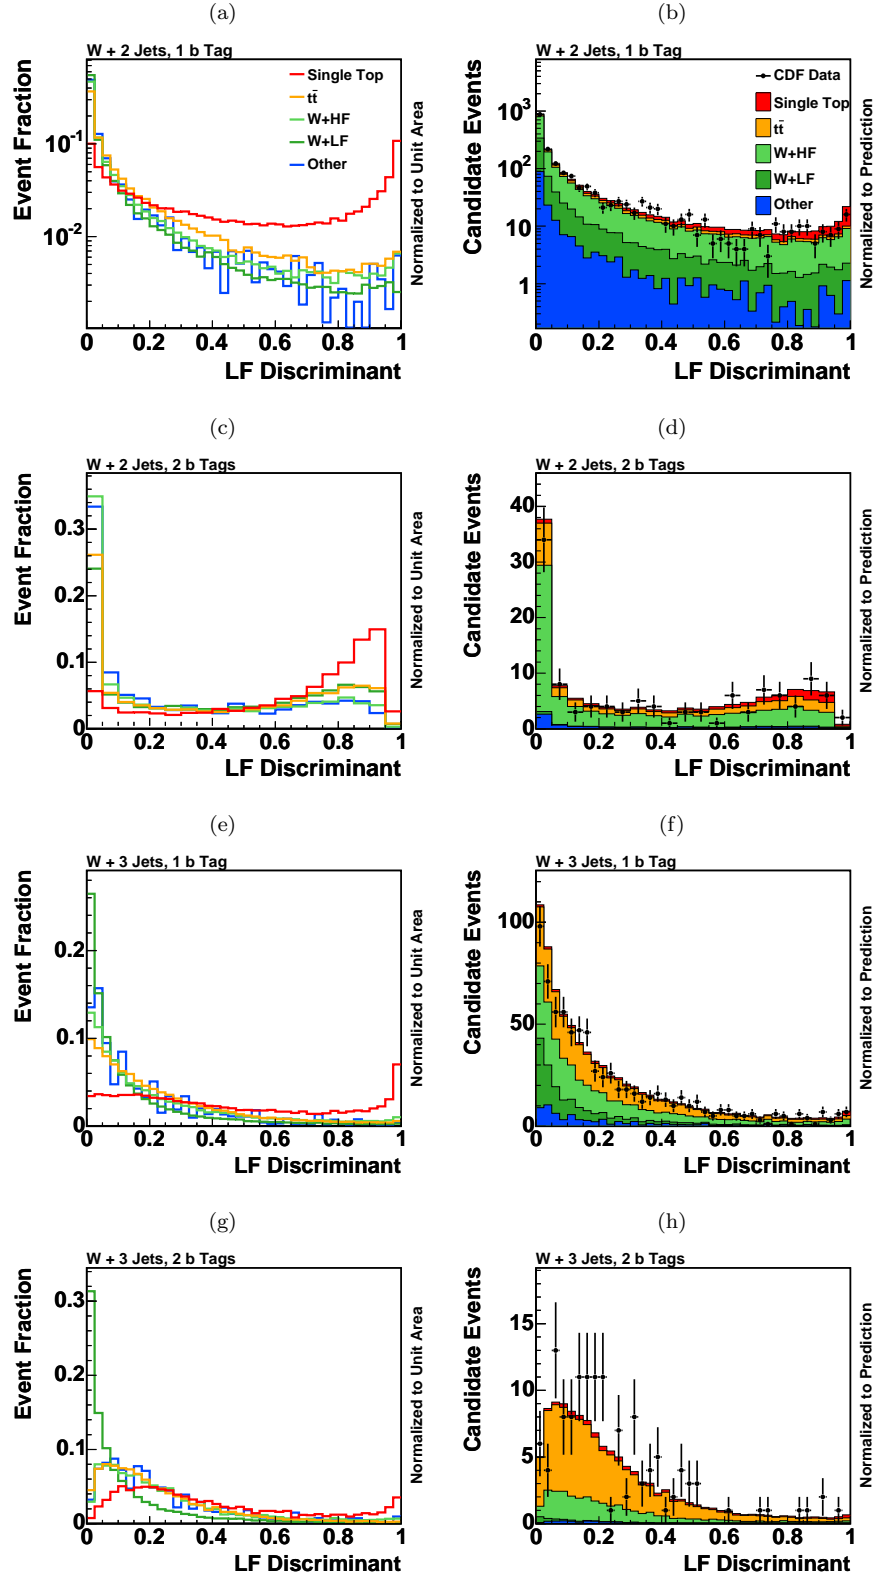 (a)
W + 2 Jets, 1 b Tag
Event Fraction
10⁻¹
10⁻²
Single Top
tt̄
W+HF
W+LF
Other
Normalized to Unit Area
0 0.2 0.4 0.6 0.8 1
LF Discriminant
(b)
W + 2 Jets, 1 b Tag
Candidate Events
10³
10²
10
1
CDF Data
Single Top
tt̄
W+HF
W+LF
Other
Normalized to Prediction
0 0.2 0.4 0.6 0.8 1
LF Discriminant
(c)
W + 2 Jets, 2 b Tags
Event Fraction
0.3
0.2
0.1
0
Normalized to Unit Area
0 0.2 0.4 0.6 0.8 1
LF Discriminant
(d)
W + 2 Jets, 2 b Tags
Candidate Events
40
30
20
10
0
Normalized to Prediction
0 0.2 0.4 0.6 0.8 1
LF Discriminant
(e)
W + 3 Jets, 1 b Tag
Event Fraction
0.2
0.1
0
Normalized to Unit Area
0 0.2 0.4 0.6 0.8 1
LF Discriminant
(f)
W + 3 Jets, 1 b Tag
Candidate Events
100
50
0
Normalized to Prediction
0 0.2 0.4 0.6 0.8 1
LF Discriminant
(g)
W + 3 Jets, 2 b Tags
Event Fraction
0.3
0.2
0.1
0
Normalized to Unit Area
0 0.2 0.4 0.6 0.8 1
LF Discriminant
(h)
W + 3 Jets, 2 b Tags
Candidate Events
15
10
5
0
Normalized to Prediction
0 0.2 0.4 0.6 0.8 1
LF Discriminant